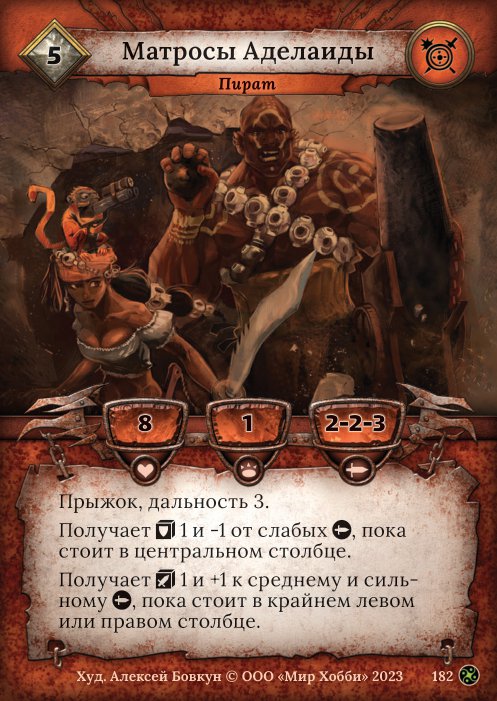 5
Матросы Аделаиды
Пират
8
1
2-2-3
Прыжок, дальность 3.
Получает 1 и -1 от слабых , пока
стоит в центральном столбце.
Получает 1 и +1 к среднему и силь-
ному , пока стоит в крайнем левом
или правом столбце.
Худ. Алексей Бовкун © ООО «Мир Хобби» 2023
182